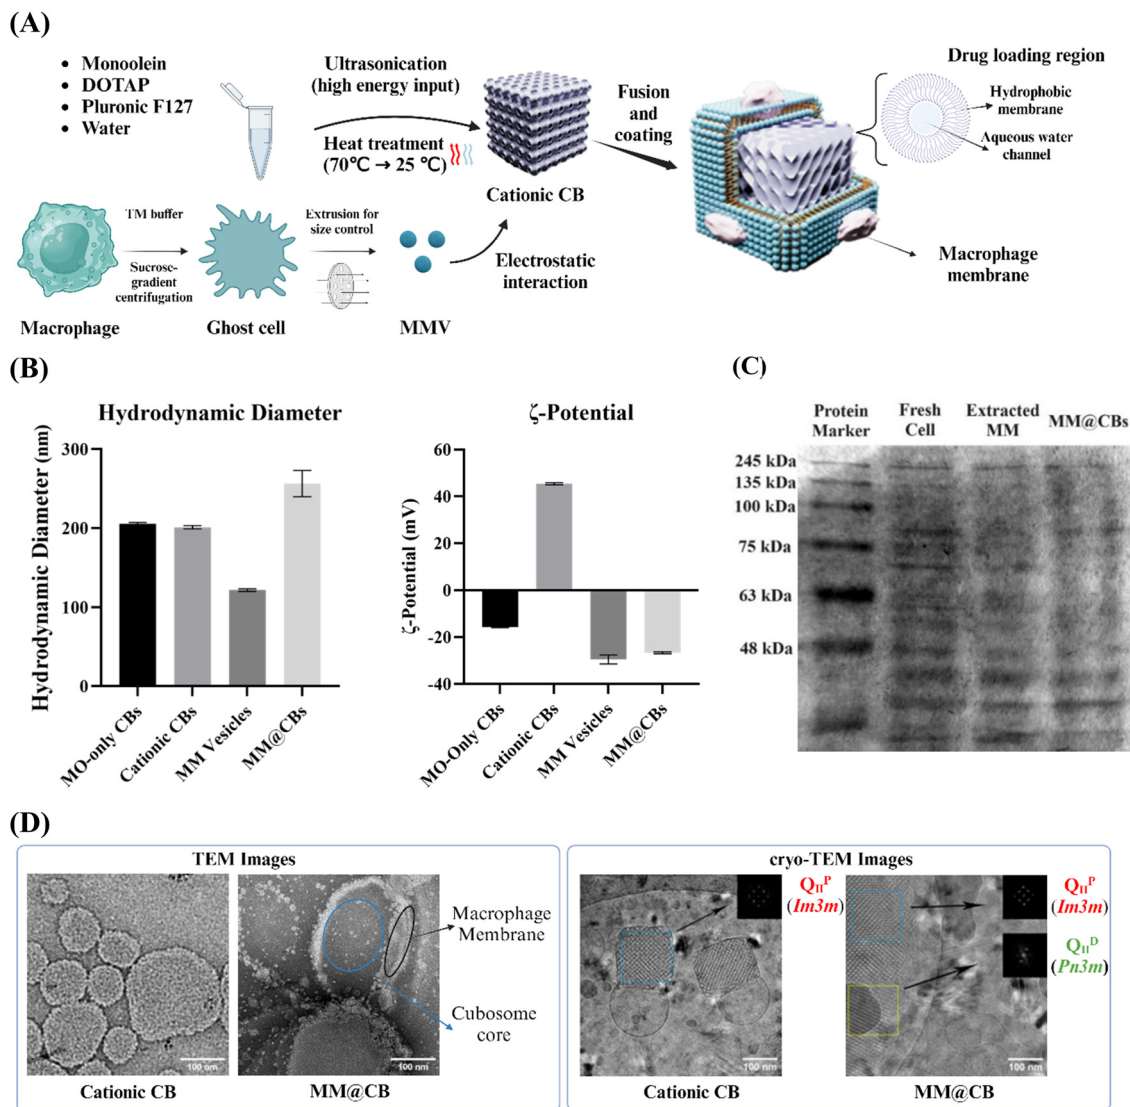 (A)
• Monoolein
• DOTAP
• Pluronic F127
• Water
Ultrasonication
(high energy input)
Heat treatment
(70℃ → 25 ℃)
Cationic CB
Fusion
and
coating
Drug loading region
Hydrophobic
membrane
Aqueous water
channel
TM buffer
Sucrose-
gradient
centrifugation
Extrusion for
size control
Electrostatic
interaction
Macrophage
membrane
Macrophage
Ghost cell
MMV
(B)
Hydrodynamic Diameter
Hydrodynamic Diameter (nm)
300
200
100
0
MO-Only CBs
Cationic CBs
MM Vesicles
MM@CBs
ζ-Potential
ζ-Potential (mV)
60
40
20
0
-20
-40
MO-Only CBs
Cationic CBs
MM Vesicles
MM@CBs
(C)
Protein
Marker
Fresh
Cell
Extracted
MM
MM@CBs
245 kDa
135 kDa
100 kDa
75 kDa
63 kDa
48 kDa
(D)
TEM Images
100 nm
Cationic CB
100 nm
MM@CB
Macrophage
Membrane
Cubosome
core
cryo-TEM Images
Q_II^P
(Im3m)
100 nm
Cationic CB
Q_II^P
(Im3m)
Q_II^D
(Pn3m)
100 nm
MM@CB